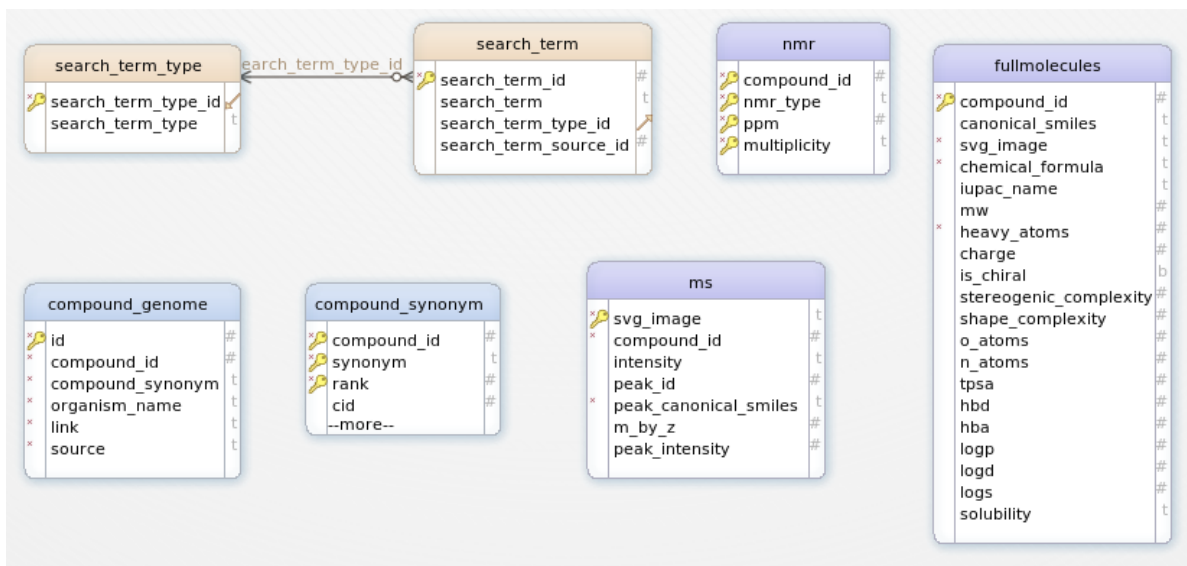 search_term_type
search_term_type_id
search_term_type
t
earch_term_type_id
search_term
search_term_id #
search_term t
search_term_type_id
search_term_source_id #
nmr
compound_id #
nmr_type t
ppm #
multiplicity t
fullmolecules
compound_id #
canonical_smiles t
svg_image t
chemical_formula t
iupac_name t
mw #
heavy_atoms #
charge #
is_chiral b
stereogenic_complexity #
shape_complexity #
o_atoms #
n_atoms #
tpsa #
hbd #
hba #
logp #
logd #
logs #
solubility t
compound_genome
id #
compound_id #
compound_synonym t
organism_name t
link t
source t
compound_synonym
compound_id #
synonym t
rank #
cid #
--more--
ms
svg_image t
compound_id #
intensity t
peak_id #
peak_canonical_smiles t
m_by_z #
peak_intensity #